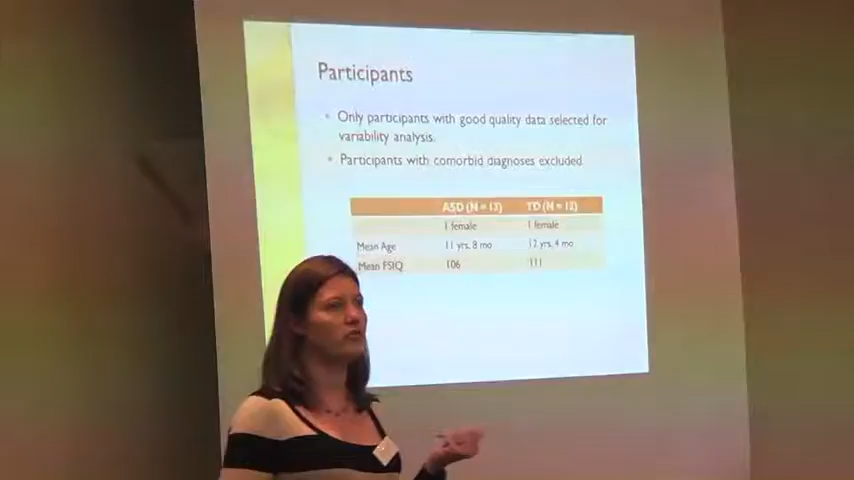 Participants
• Only participants with good quality data selected for
variability analysis.
• Participants with comorbid diagnoses excluded
ASD (N = 13) TD (N = 12)
1 female 1 female
Mean Age 11 yrs, 8 mo 12 yrs, 4 mo
Mean FSIQ 106 111